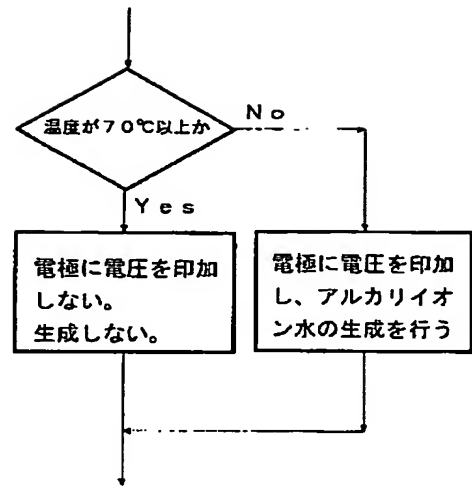 温度が70℃以上か
No
Yes
電極に電圧を印加
しない。
生成しない。
電極に電圧を印加
し、アルカリイオ
ン水の生成を行う